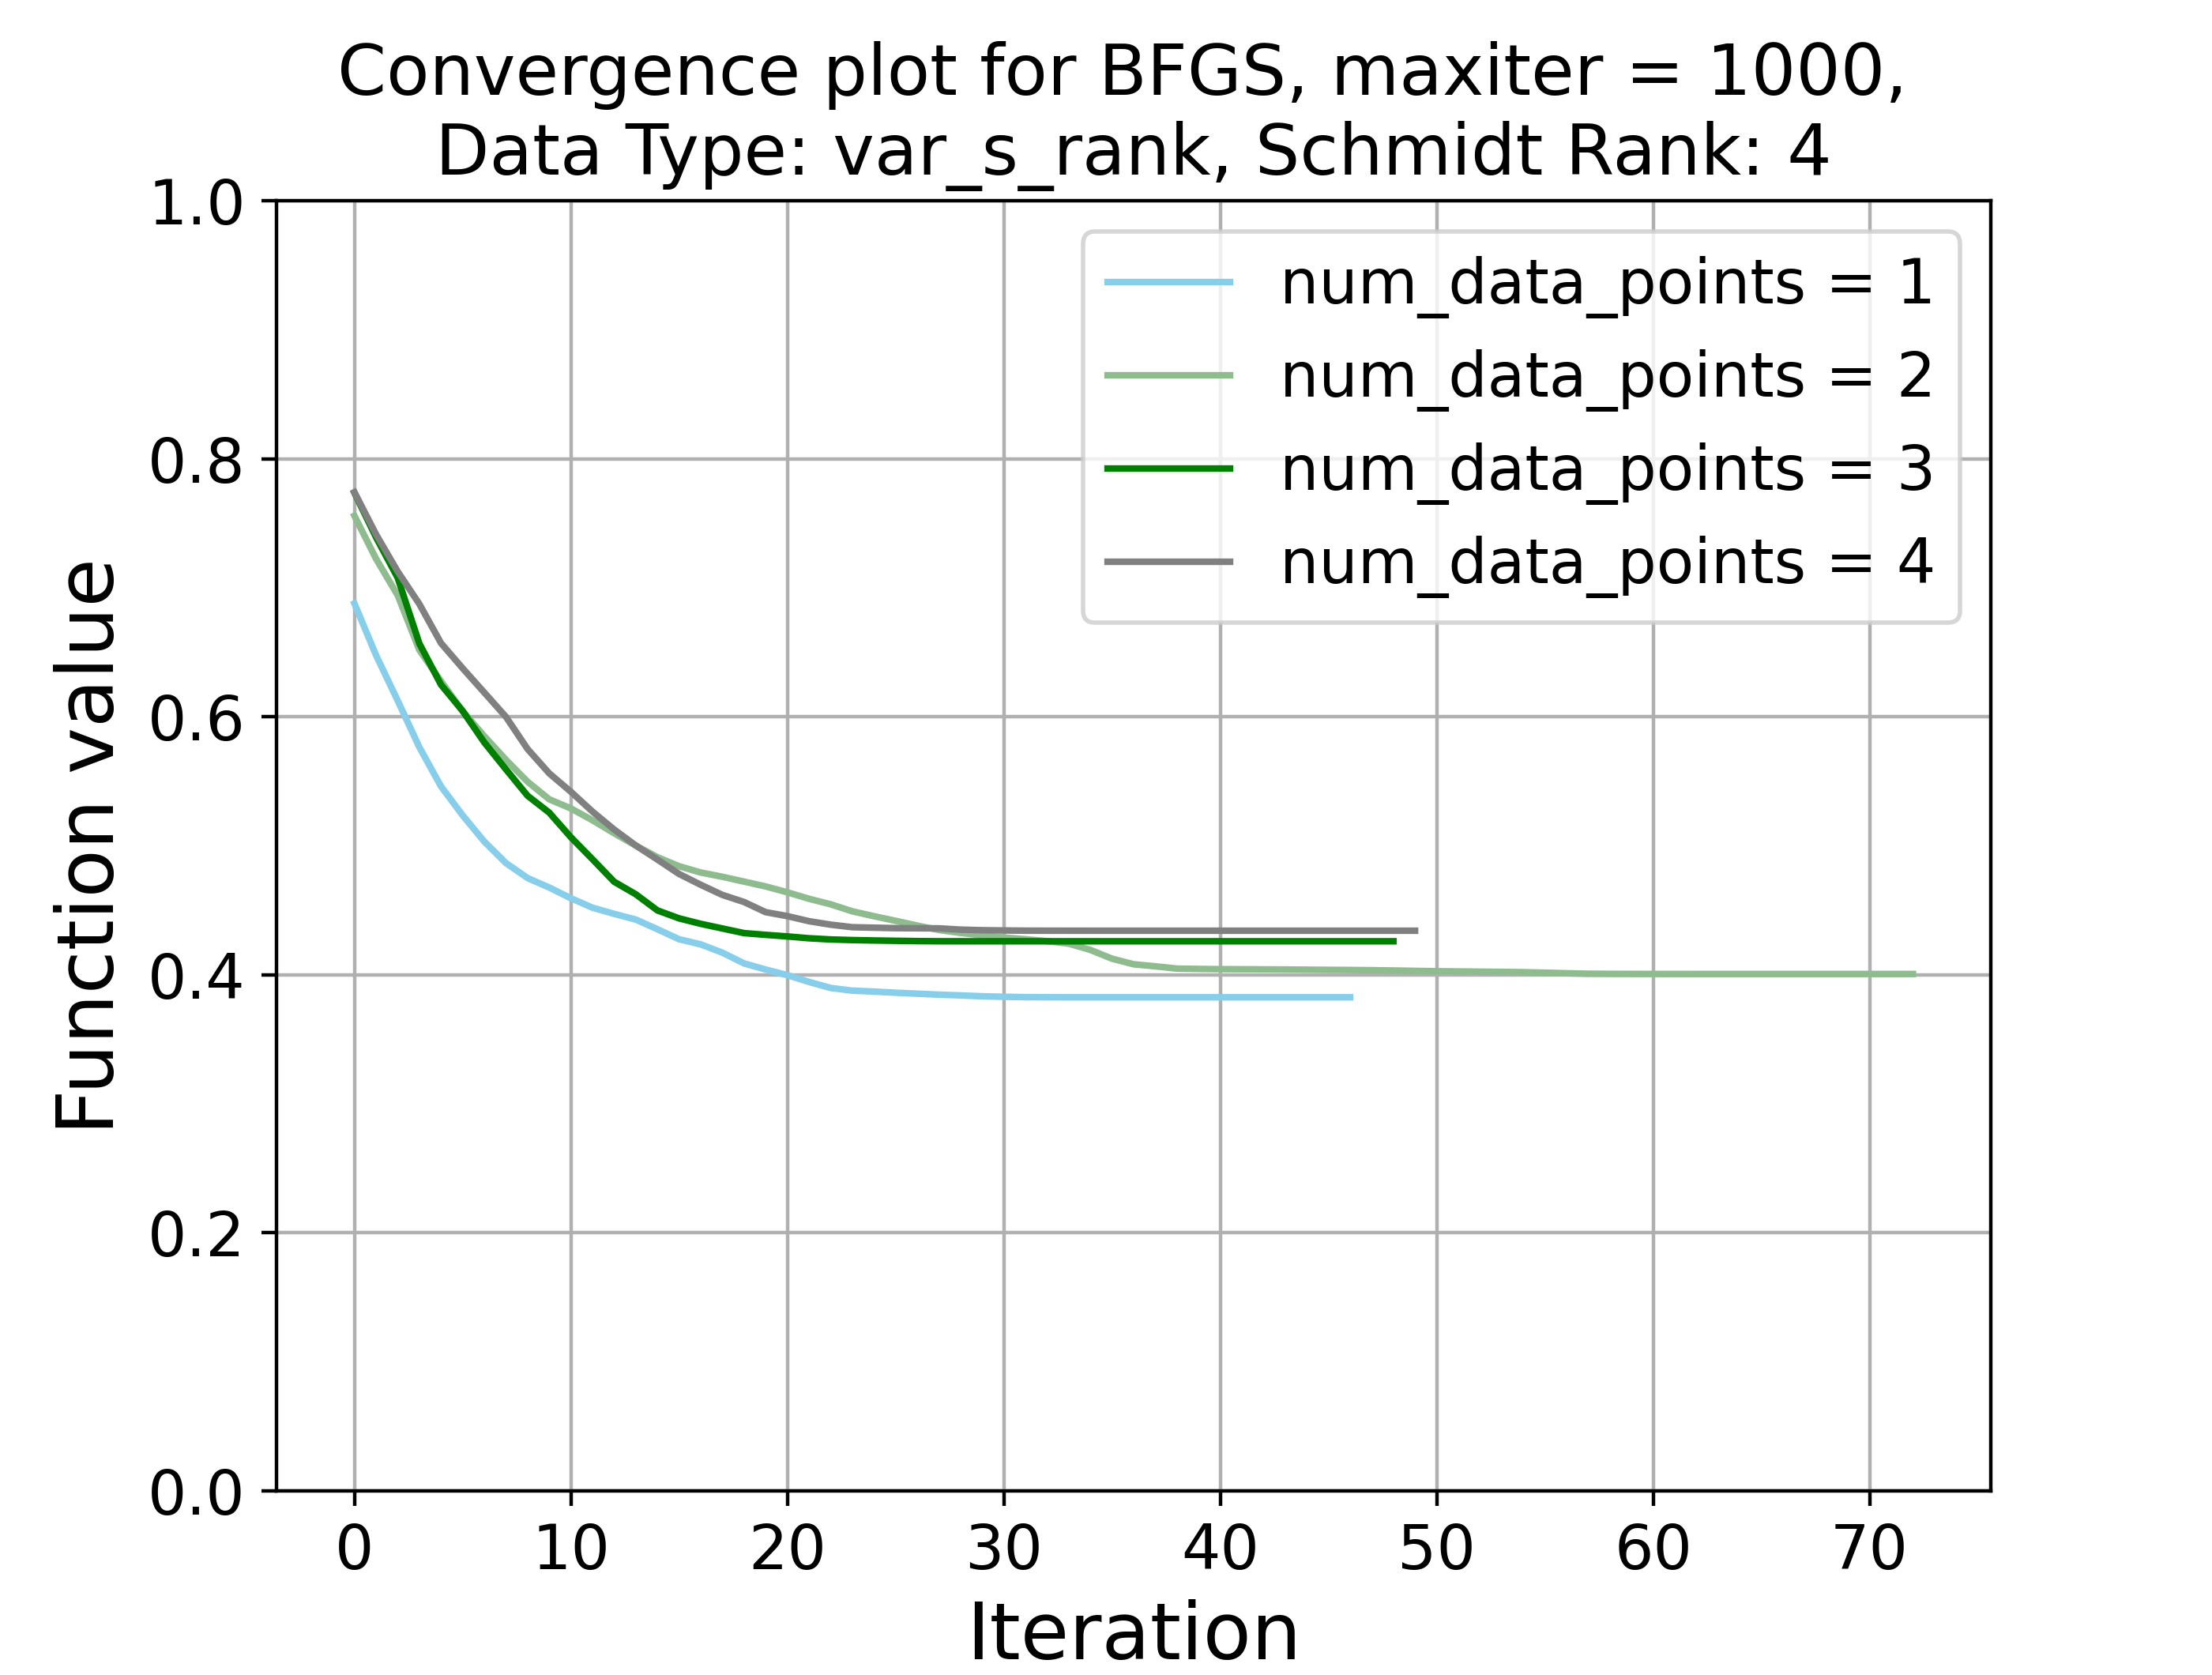 Convergence plot for BFGS, maxiter = 1000,
Data Type: var_s_rank, Schmidt Rank: 4
1.0
0.8
0.6
0.4
0.2
0.0
Function value
num_data_points = 1
num_data_points = 2
num_data_points = 3
num_data_points = 4
0 10 20 30 40 50 60 70
Iteration